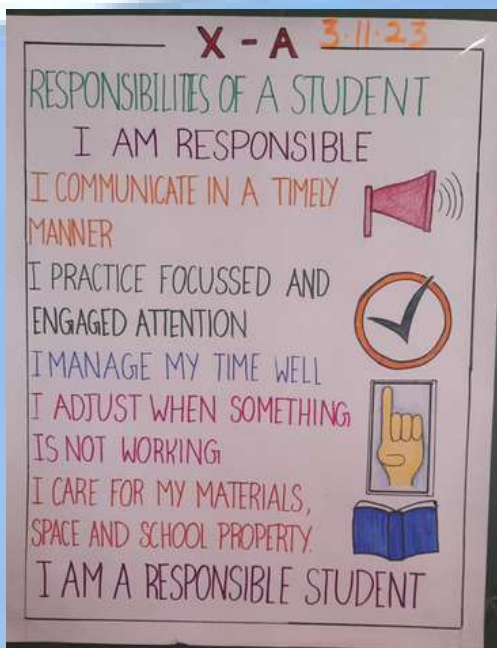 X - A
3.11.23
RESPONSIBILITES OF A STUDENT
I AM RESPONSIBLE
I COMMUNICATE IN A TIMELY
MANNER
I PRACTICE FOCUSSED AND
ENGAGED ATTENTION
I MANAGE MY TIME WELL
I ADJUST WHEN SOMETHING
IS NOT WORKING
I CARE FOR MY MATERIALS,
SPACE AND SCHOOL PROPERTY.
I AM A RESPONSIBLE STUDENT